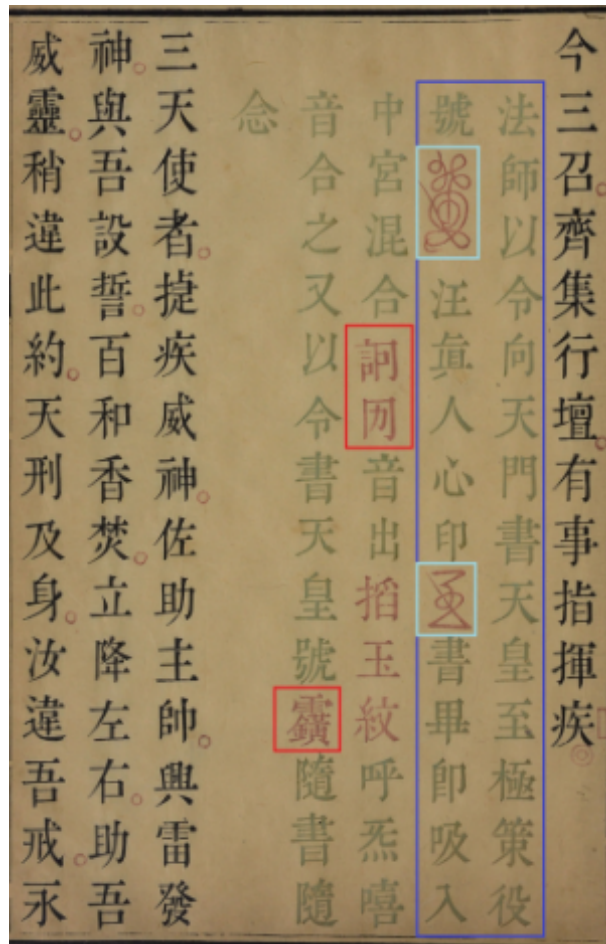 今三召齊集行壇有事指揮疾
法師以令向天門書天皇至極策役
號汪眞人心印書畢卽吸入
中宮混合訶𠮠音出搯玉紋呼炁嘻
音合之又以令書天皇號隨書隨
念
三天使者捷疾威神佐助主帥興雷發
神與吾設誓百和香焚立降左右助吾
威靈稍違此約天刑及身汝違吾戒永